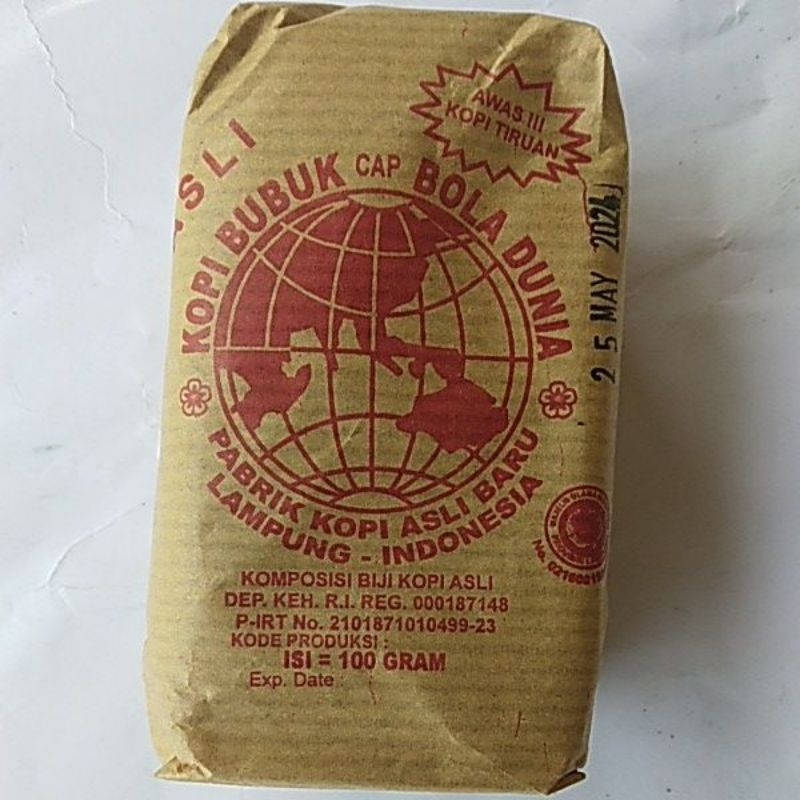 AWAS !!!
KOPI TIRUAN
ASLI
KOPI BUBUK CAP BOLA DUNIA
PABRIK KOPI ASLI BARU
LAMPUNG - INDONESIA
25 MAY 2024
KOMPOSISI BIJI KOPI ASLI
DEP. KEH. R.I. REG. 000187148
P-IRT No. 2101871010499-23
KODE PRODUKSI :
ISI = 100 GRAM
Exp. Date :